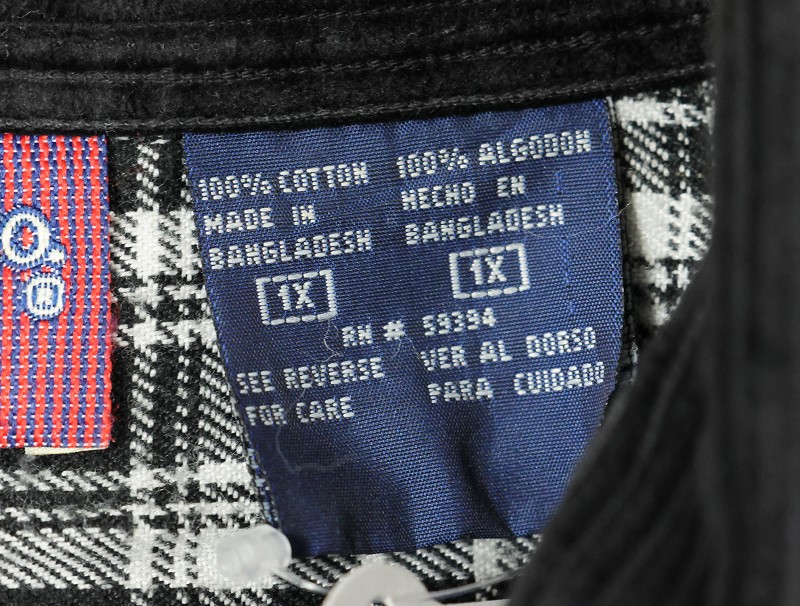 100% COTTON
MADE IN
BANGLADESH
1X
100% ALGODON
HECHO EN
BANGLADESH
1X
RN # 59394
SEE REVERSE
FOR CARE
VER AL DORSO
PARA CUIDADO
O.
®